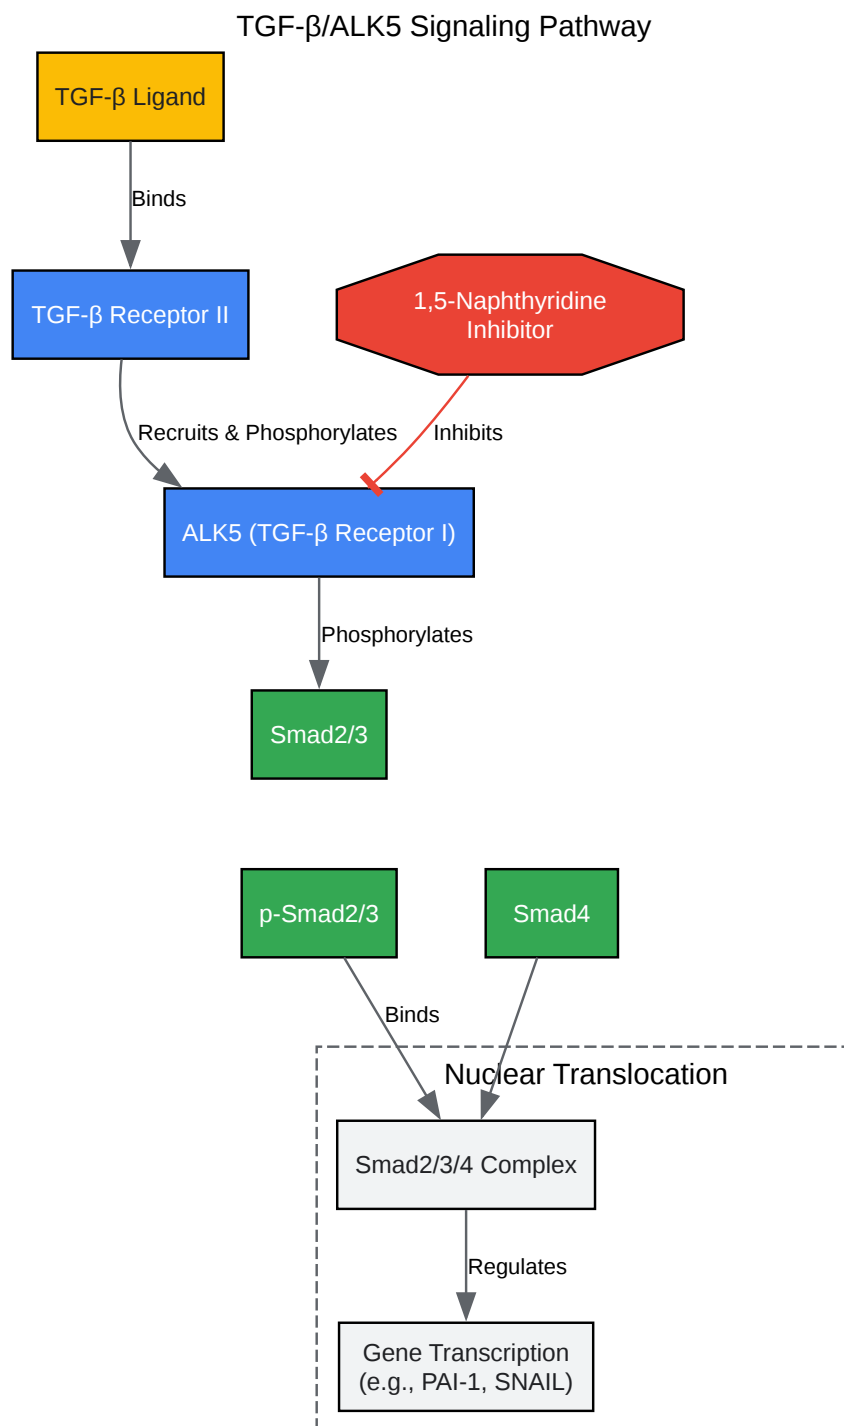 TGF-β/ALK5 Signaling Pathway
TGF-β Ligand
Binds
TGF-β Receptor II
1,5-Naphthyridine
Inhibitor
Recruits & Phosphorylates
Inhibits
ALK5 (TGF-β Receptor I)
Phosphorylates
Smad2/3
p-Smad2/3
Smad4
Binds
Nuclear Translocation
Smad2/3/4 Complex
Regulates
Gene Transcription
(e.g., PAI-1, SNAIL)